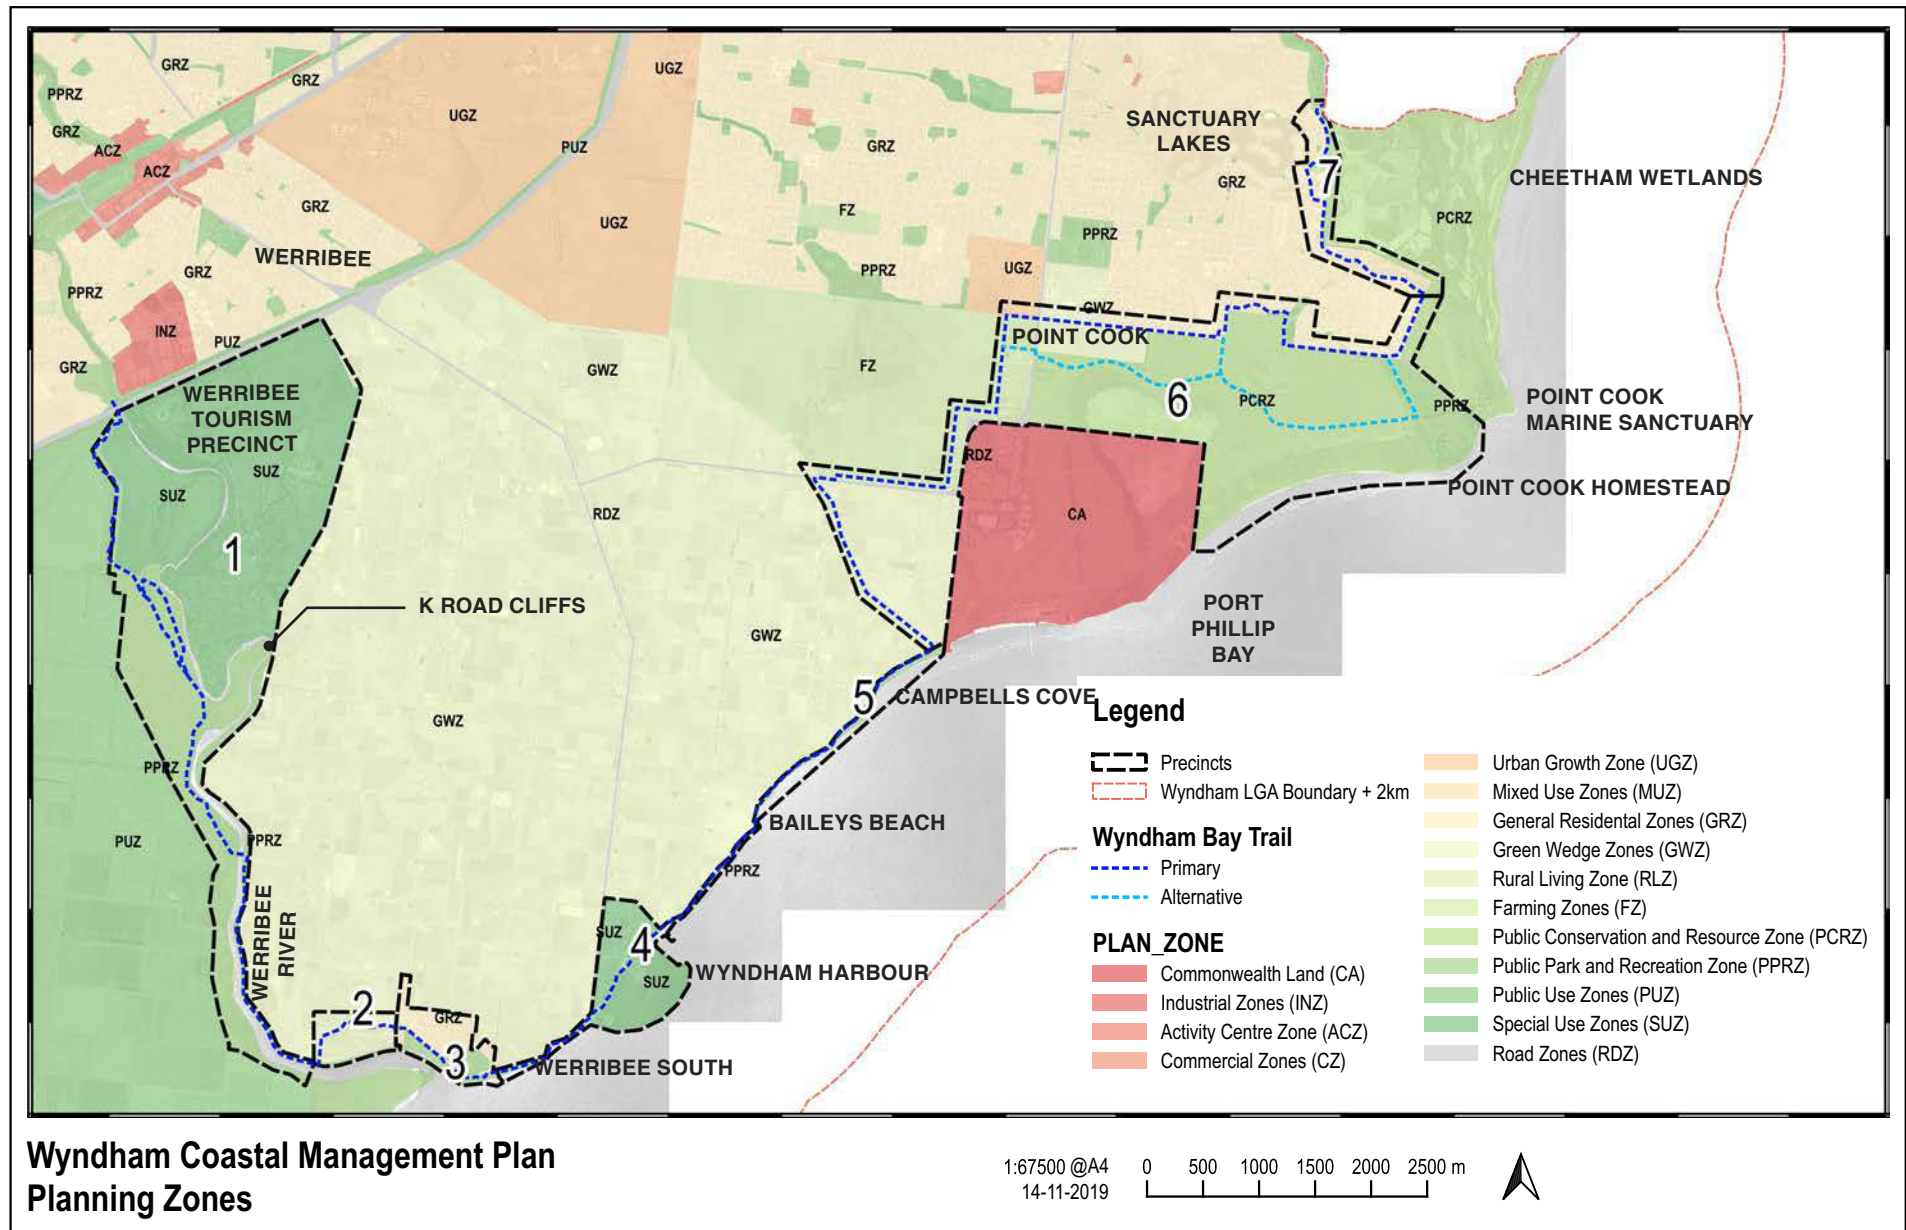 GRZ
GRZ
UGZ
PPRZ
UGZ
GRZ
ACZ
PUZ
GRZ
SANCTUARY
LAKES
ACZ
GRZ
7
CHEETHAM WETLANDS
GRZ
FZ
UGZ
PCRZ
PPRZ
WERRIBEE
GRZ
PPRZ
UGZ
PPRZ
GWZ
INZ
PUZ
POINT COOK
GRZ
GWZ
FZ
WERRIBEE
TOURISM
PRECINCT
6
PCRZ
PPRZ
POINT COOK
MARINE SANCTUARY
SUZ
RDZ
SUZ
POINT COOK HOMESTEAD
RDZ
CA
1
K ROAD CLIFFS
PORT
PHILLIP
BAY
GWZ
5
CAMPBELLS COVE
GWZ
PPRZ
BAILEYS BEACH
PUZ
PPRZ
PPRZ
WERRIBEE
RIVER
SUZ
4
SUZ
WYNDHAM HARBOUR
2
GRZ
3
WERRIBEE SOUTH
Legend
Precincts
Wyndham LGA Boundary + 2km
Wyndham Bay Trail
Primary
Alternative
PLAN_ZONE
Commonwealth Land (CA)
Industrial Zones (INZ)
Activity Centre Zone (ACZ)
Commercial Zones (CZ)
Urban Growth Zone (UGZ)
Mixed Use Zones (MUZ)
General Residental Zones (GRZ)
Green Wedge Zones (GWZ)
Rural Living Zone (RLZ)
Farming Zones (FZ)
Public Conservation and Resource Zone (PCRZ)
Public Park and Recreation Zone (PPRZ)
Public Use Zones (PUZ)
Special Use Zones (SUZ)
Road Zones (RDZ)
Wyndham Coastal Management Plan
Planning Zones
1:67500 @A4
14-11-2019
0 500 1000 1500 2000 2500 m